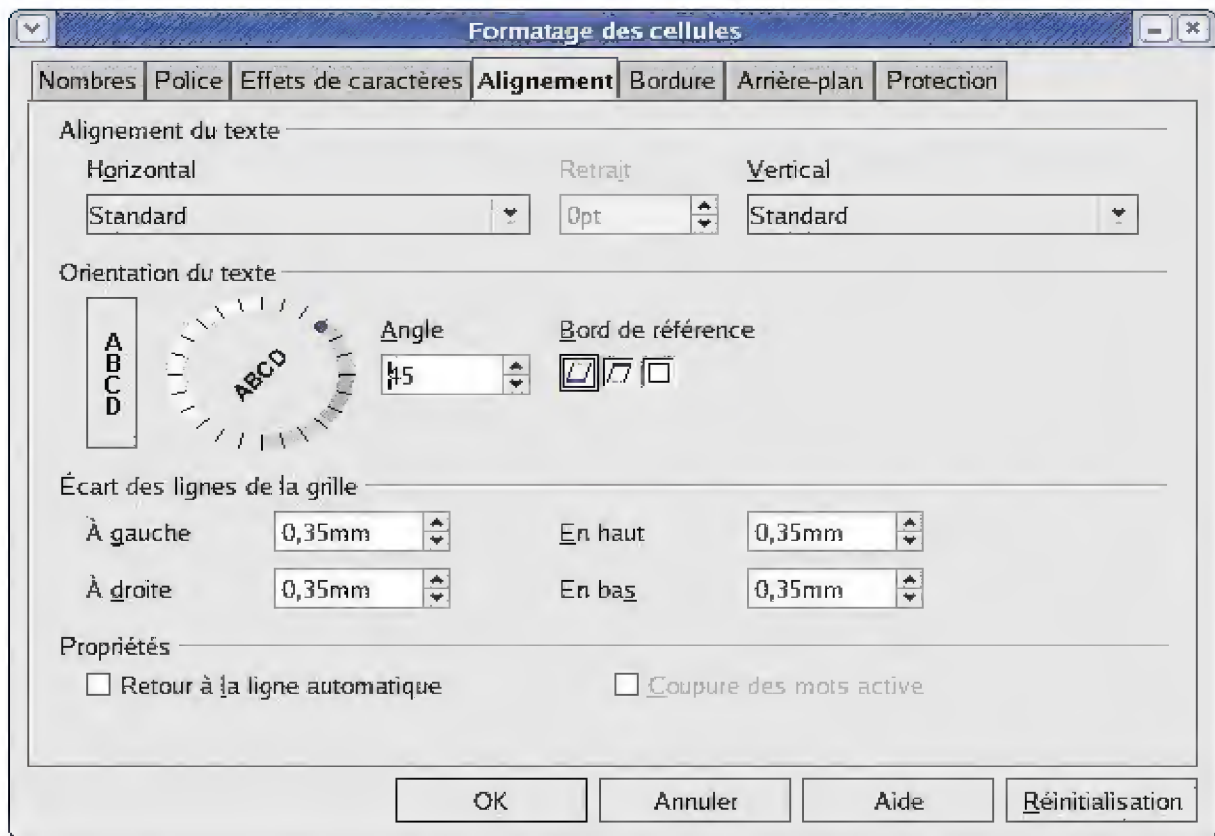 Formatage des cellules
Nombres Police Effets de caractères Alignement Bordure Arrière-plan Protection
Alignement du texte
Horizontal Retrait Vertical
Standard 0pt Standard
Orientation du texte
ABCD
ABCD
Angle Bord de référence
45
Écart des lignes de la grille
À gauche 0,35mm En haut 0,35mm
À droite 0,35mm En bas 0,35mm
Propriétés
Retour à la ligne automatique Coupure des mots active
OK Annuler Aide Réinitialisation